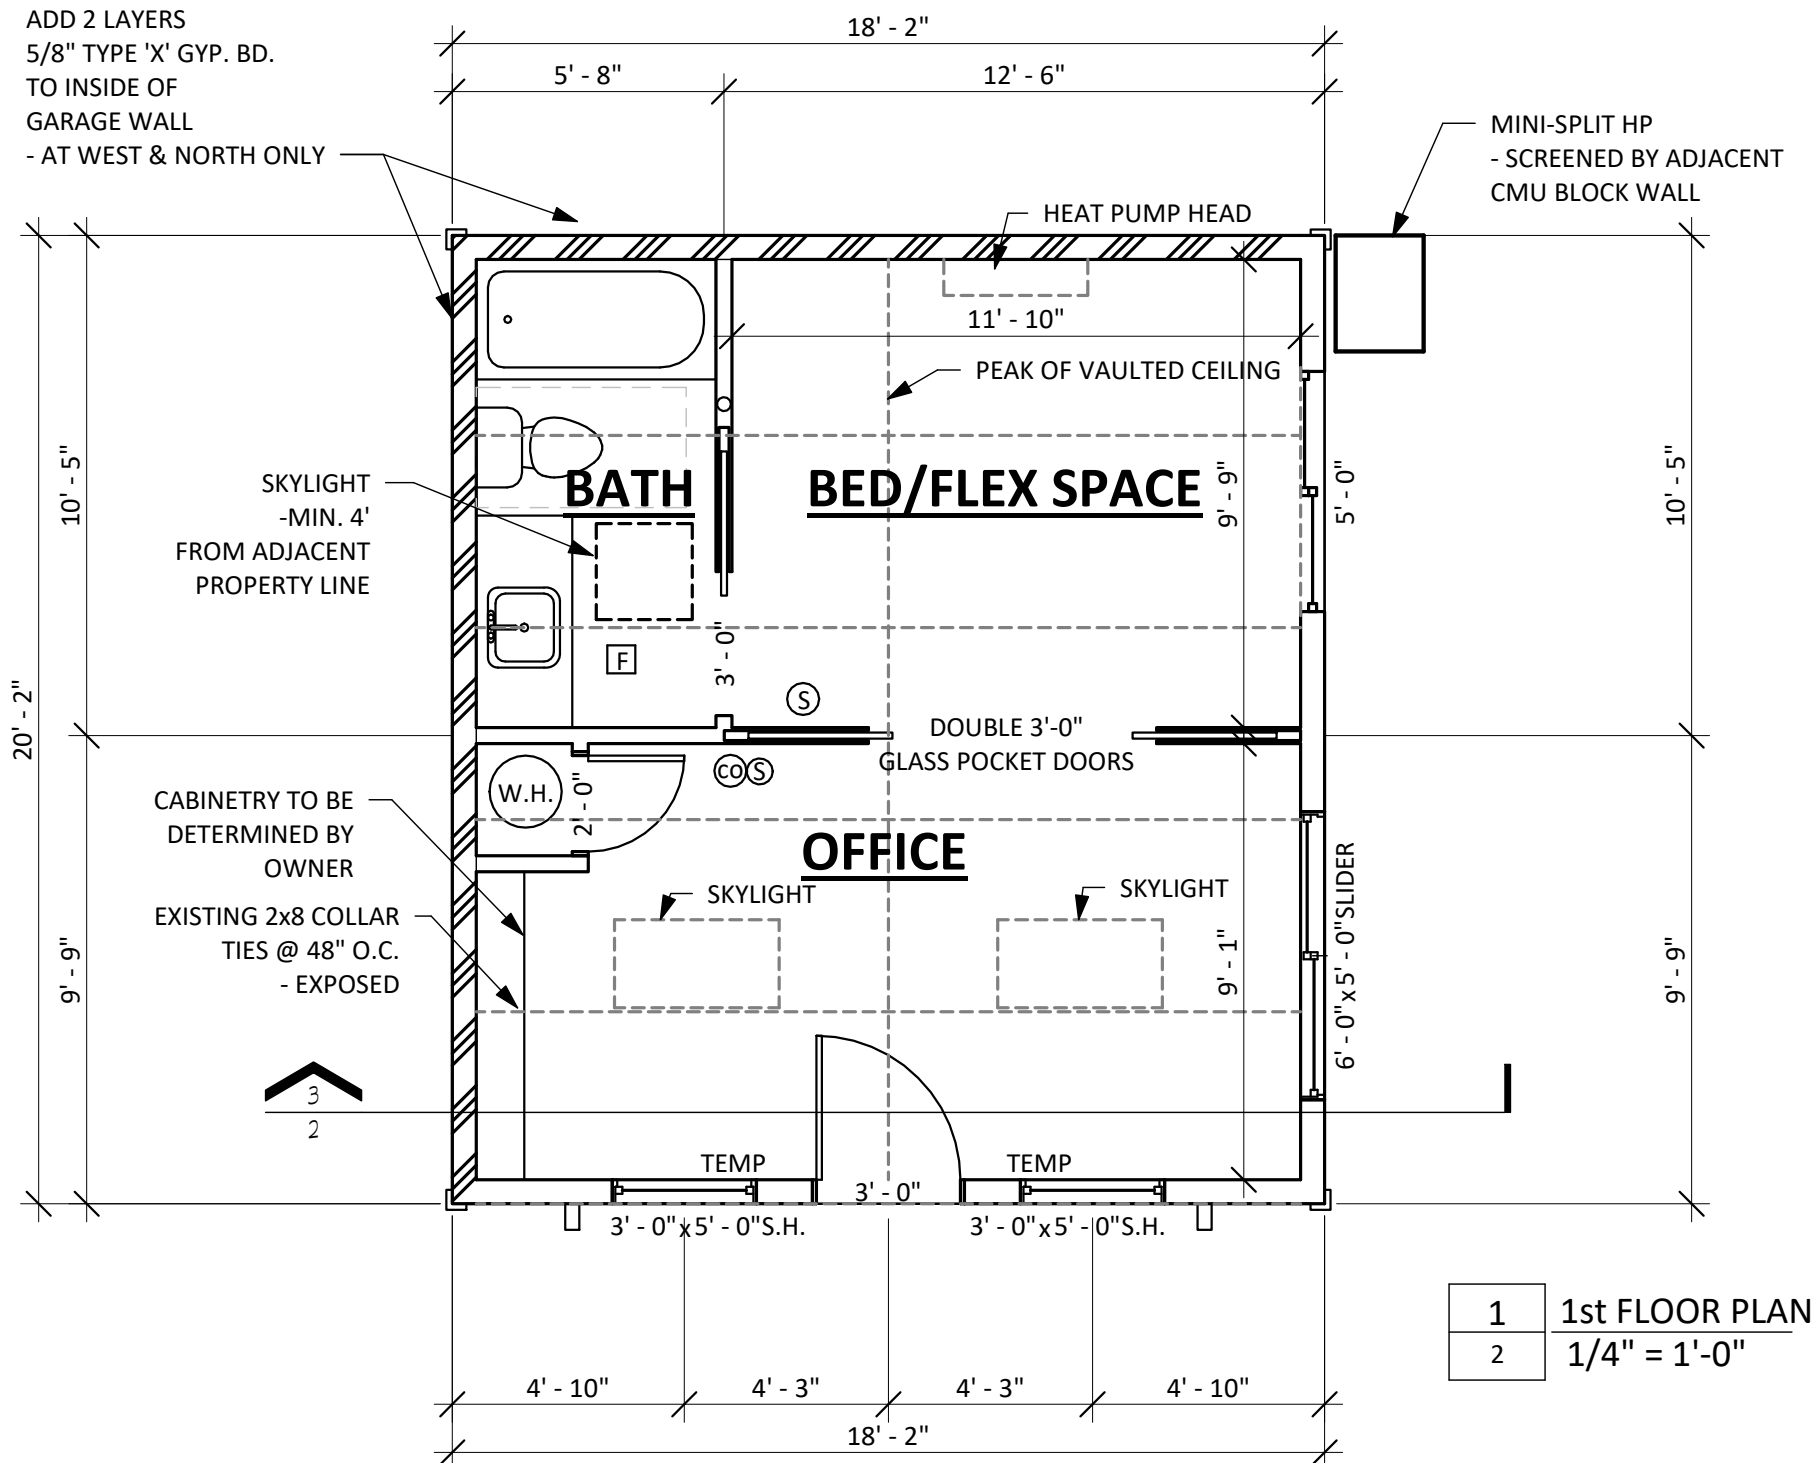 ADD 2 LAYERS
5/8" TYPE 'X' GYP. BD.
TO INSIDE OF
GARAGE WALL
- AT WEST & NORTH ONLY
18' - 2"
5' - 8"
12' - 6"
MINI-SPLIT HP
- SCREENED BY ADJACENT
CMU BLOCK WALL
HEAT PUMP HEAD
11' - 10"
PEAK OF VAULTED CEILING
10' - 5"
SKYLIGHT
-MIN. 4'
FROM ADJACENT
PROPERTY LINE
BATH
BED/FLEX SPACE
9' - 9"
5' - 0"
10' - 5"
F
3' - 0"
S
20' - 2"
DOUBLE 3'-0"
GLASS POCKET DOORS
CO
S
W.H.
2' - 0"
CABINETRY TO BE
DETERMINED BY
OWNER
OFFICE
SKYLIGHT
SKYLIGHT
EXISTING 2x8 COLLAR
TIES @ 48" O.C.
- EXPOSED
9' - 9"
9' - 1"
6' - 0"x 5' - 0"SLIDER
9' - 9"
3
2
TEMP
TEMP
3' - 0"
3' - 0"x 5' - 0"S.H.
3' - 0"x 5' - 0"S.H.
1
2
1st FLOOR PLAN
1/4" = 1'-0"
4' - 10"
4' - 3"
4' - 3"
4' - 10"
18' - 2"